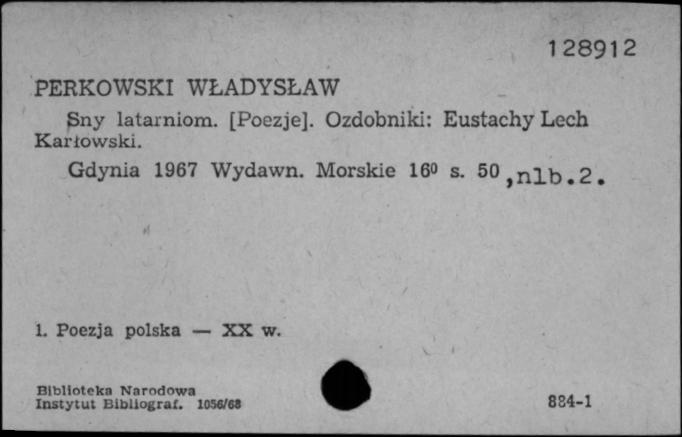 128912
PERKOWSKI WŁADYSŁAW
Sny latarniom. [Poezje]. Ozdobniki: Eustachy Lech
Karłowski.
Gdynia 1967 Wydawn. Morskie 16⁰ s. 50,nlb.2.
1. Poezja polska — XX w.
Biblioteka Narodowa
Instytut Bibliograf. 1056/68
884-1